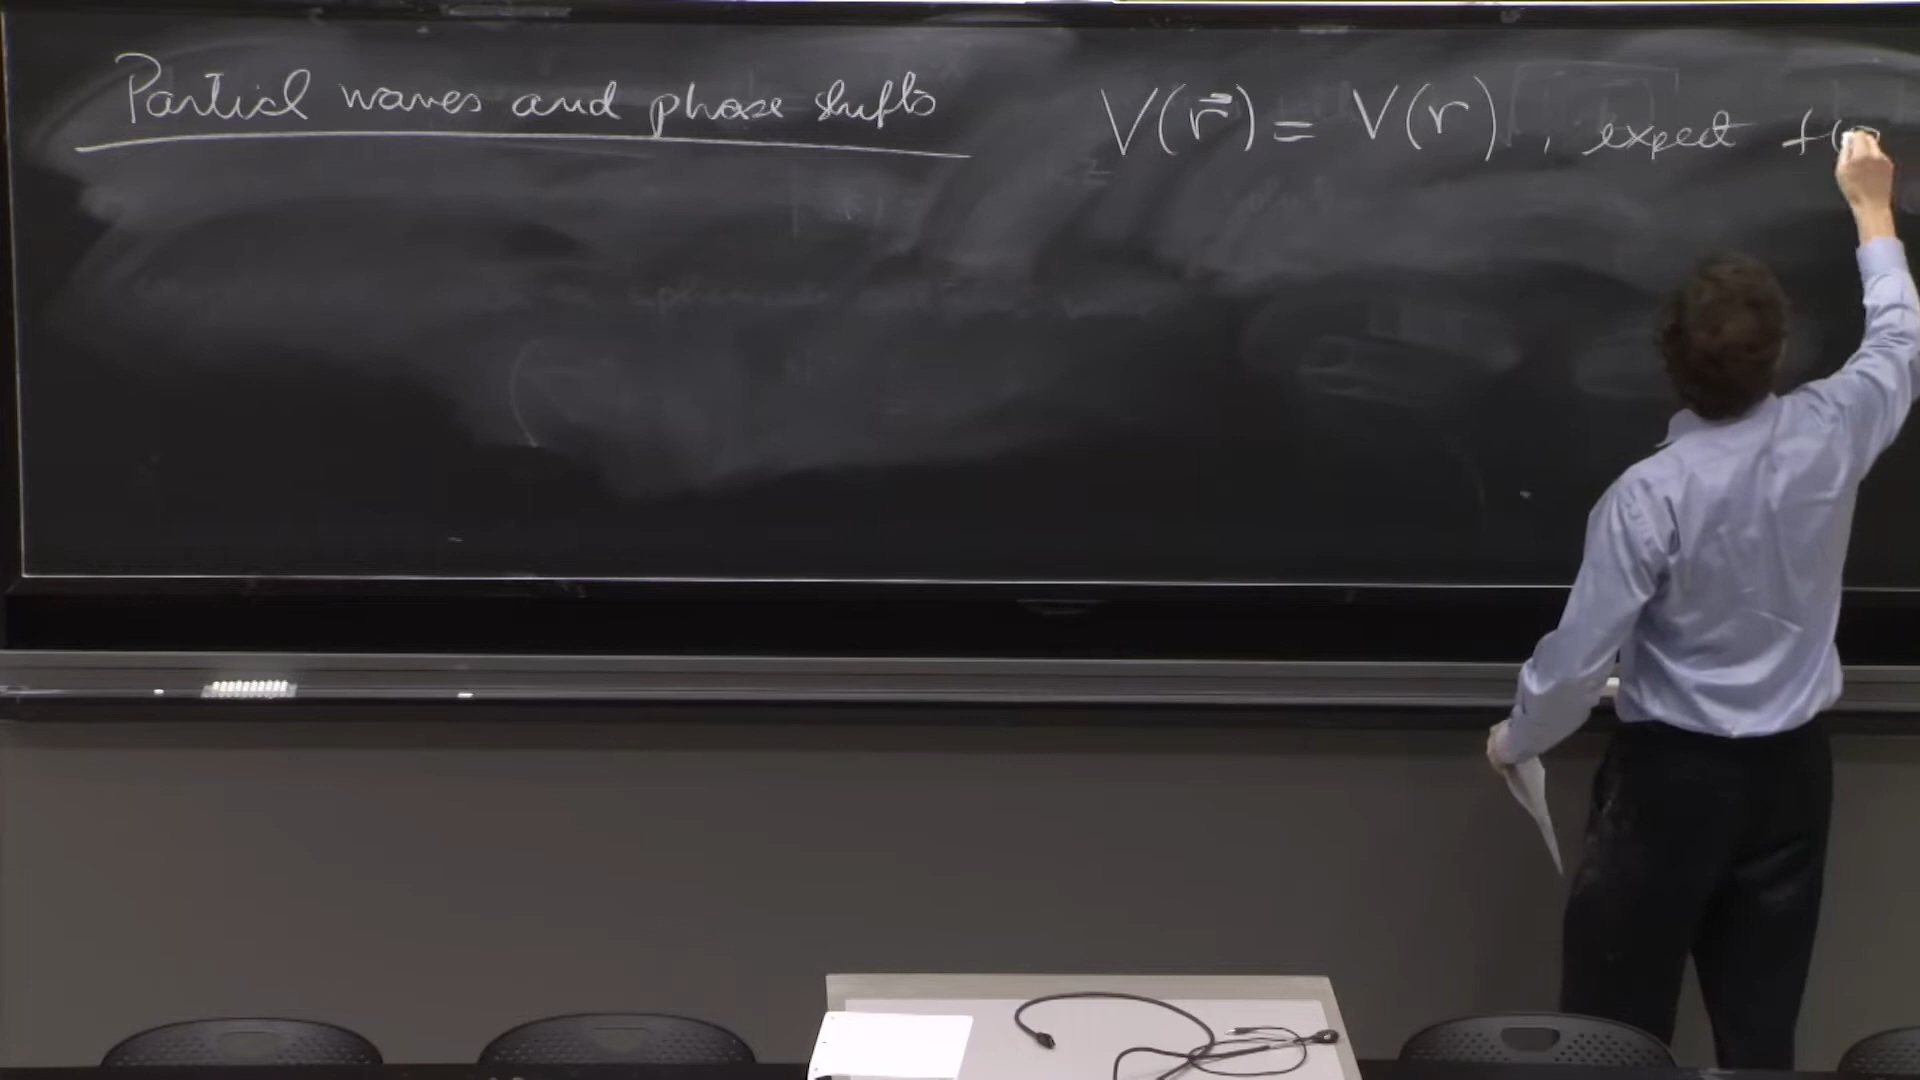 Partial waves and phase shifts
V(r⃗) = V(r), expect f(